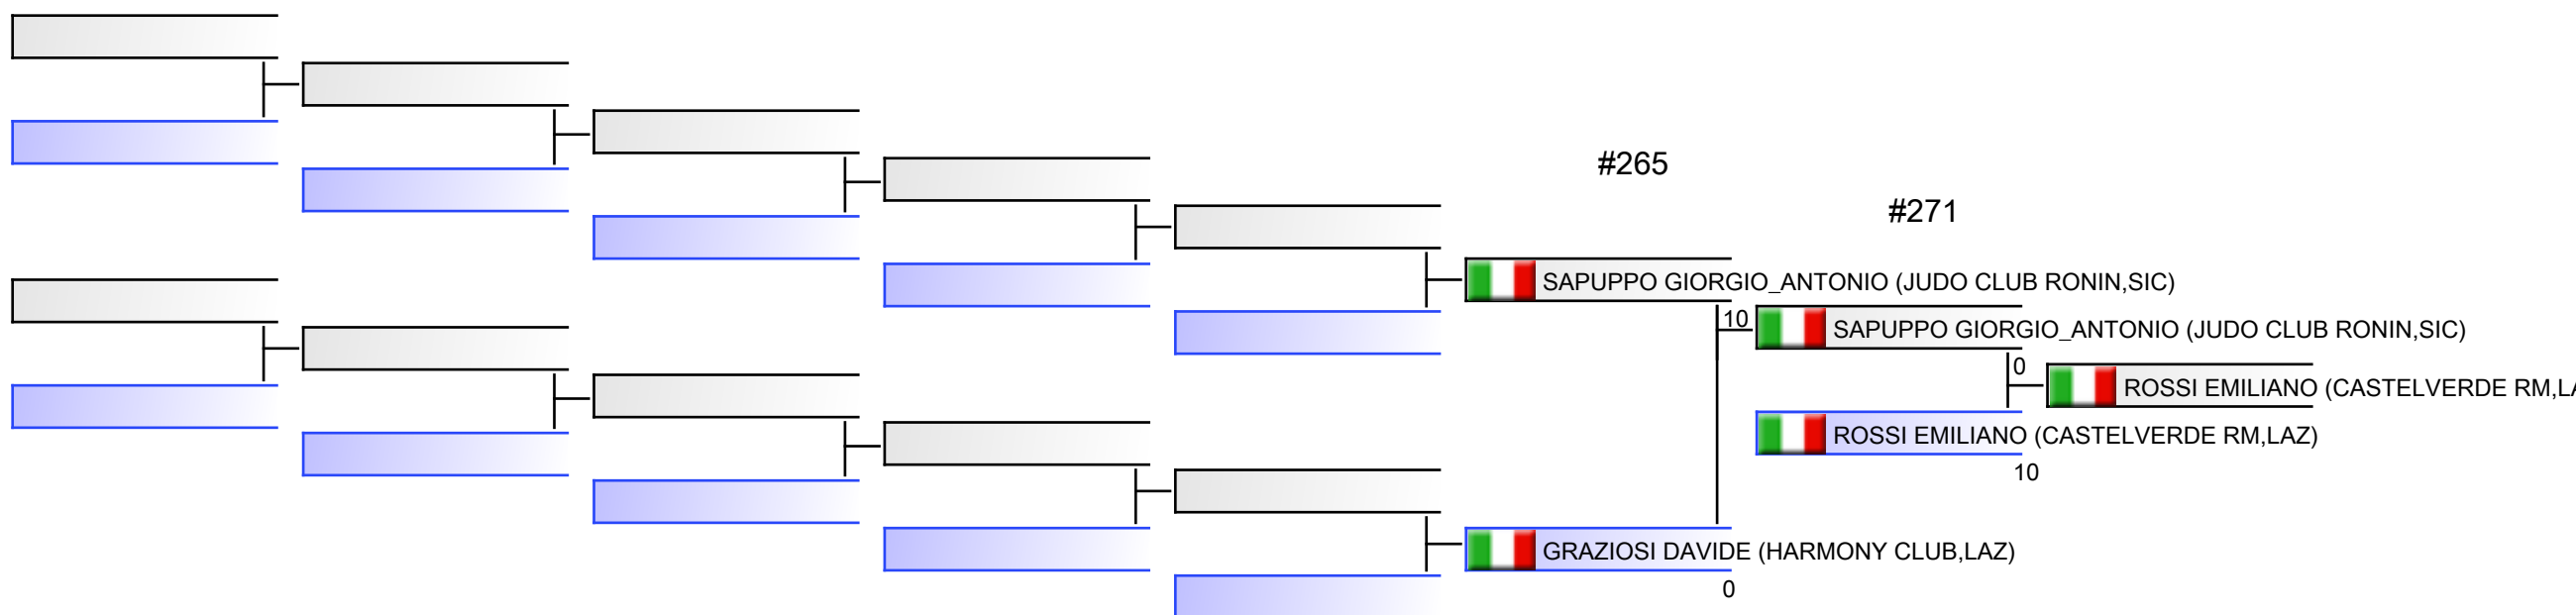 #265
#271
SAPUPPO GIORGIO_ANTONIO (JUDO CLUB RONIN,SIC)
10
SAPUPPO GIORGIO_ANTONIO (JUDO CLUB RONIN,SIC)
0
ROSSI EMILIANO (CASTELVERDE RM,LA
ROSSI EMILIANO (CASTELVERDE RM,LAZ)
10
GRAZIOSI DAVIDE (HARMONY CLUB,LAZ)
0